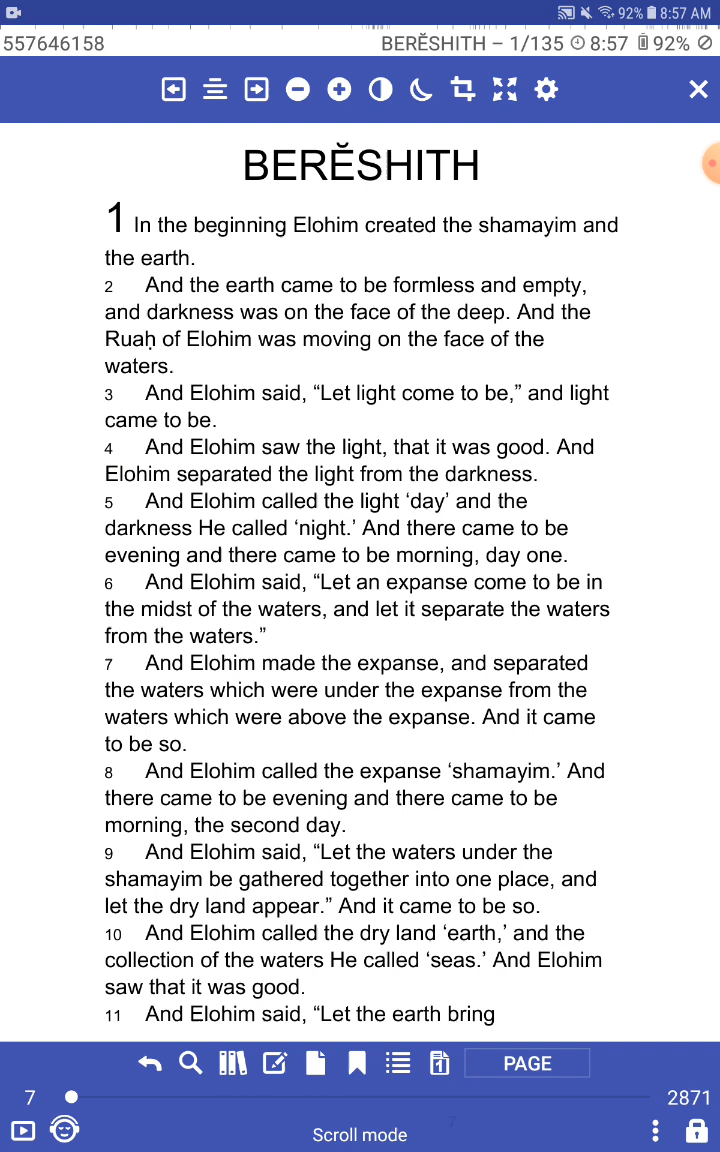 92% 8:57 AM
557646158 BERĔSHITH – 1/135 8:57 92%
BERĔSHITH
1 In the beginning Elohim created the shamayim and
the earth.
2 And the earth came to be formless and empty,
and darkness was on the face of the deep. And the
Ruaḥ of Elohim was moving on the face of the
waters.
3 And Elohim said, “Let light come to be,” and light
came to be.
4 And Elohim saw the light, that it was good. And
Elohim separated the light from the darkness.
5 And Elohim called the light ‘day’ and the
darkness He called ‘night.’ And there came to be
evening and there came to be morning, day one.
6 And Elohim said, “Let an expanse come to be in
the midst of the waters, and let it separate the waters
from the waters.”
7 And Elohim made the expanse, and separated
the waters which were under the expanse from the
waters which were above the expanse. And it came
to be so.
8 And Elohim called the expanse ‘shamayim.’ And
there came to be evening and there came to be
morning, the second day.
9 And Elohim said, “Let the waters under the
shamayim be gathered together into one place, and
let the dry land appear.” And it came to be so.
10 And Elohim called the dry land ‘earth,’ and the
collection of the waters He called ‘seas.’ And Elohim
saw that it was good.
11 And Elohim said, “Let the earth bring
1 PAGE
7 2871
7
Scroll mode